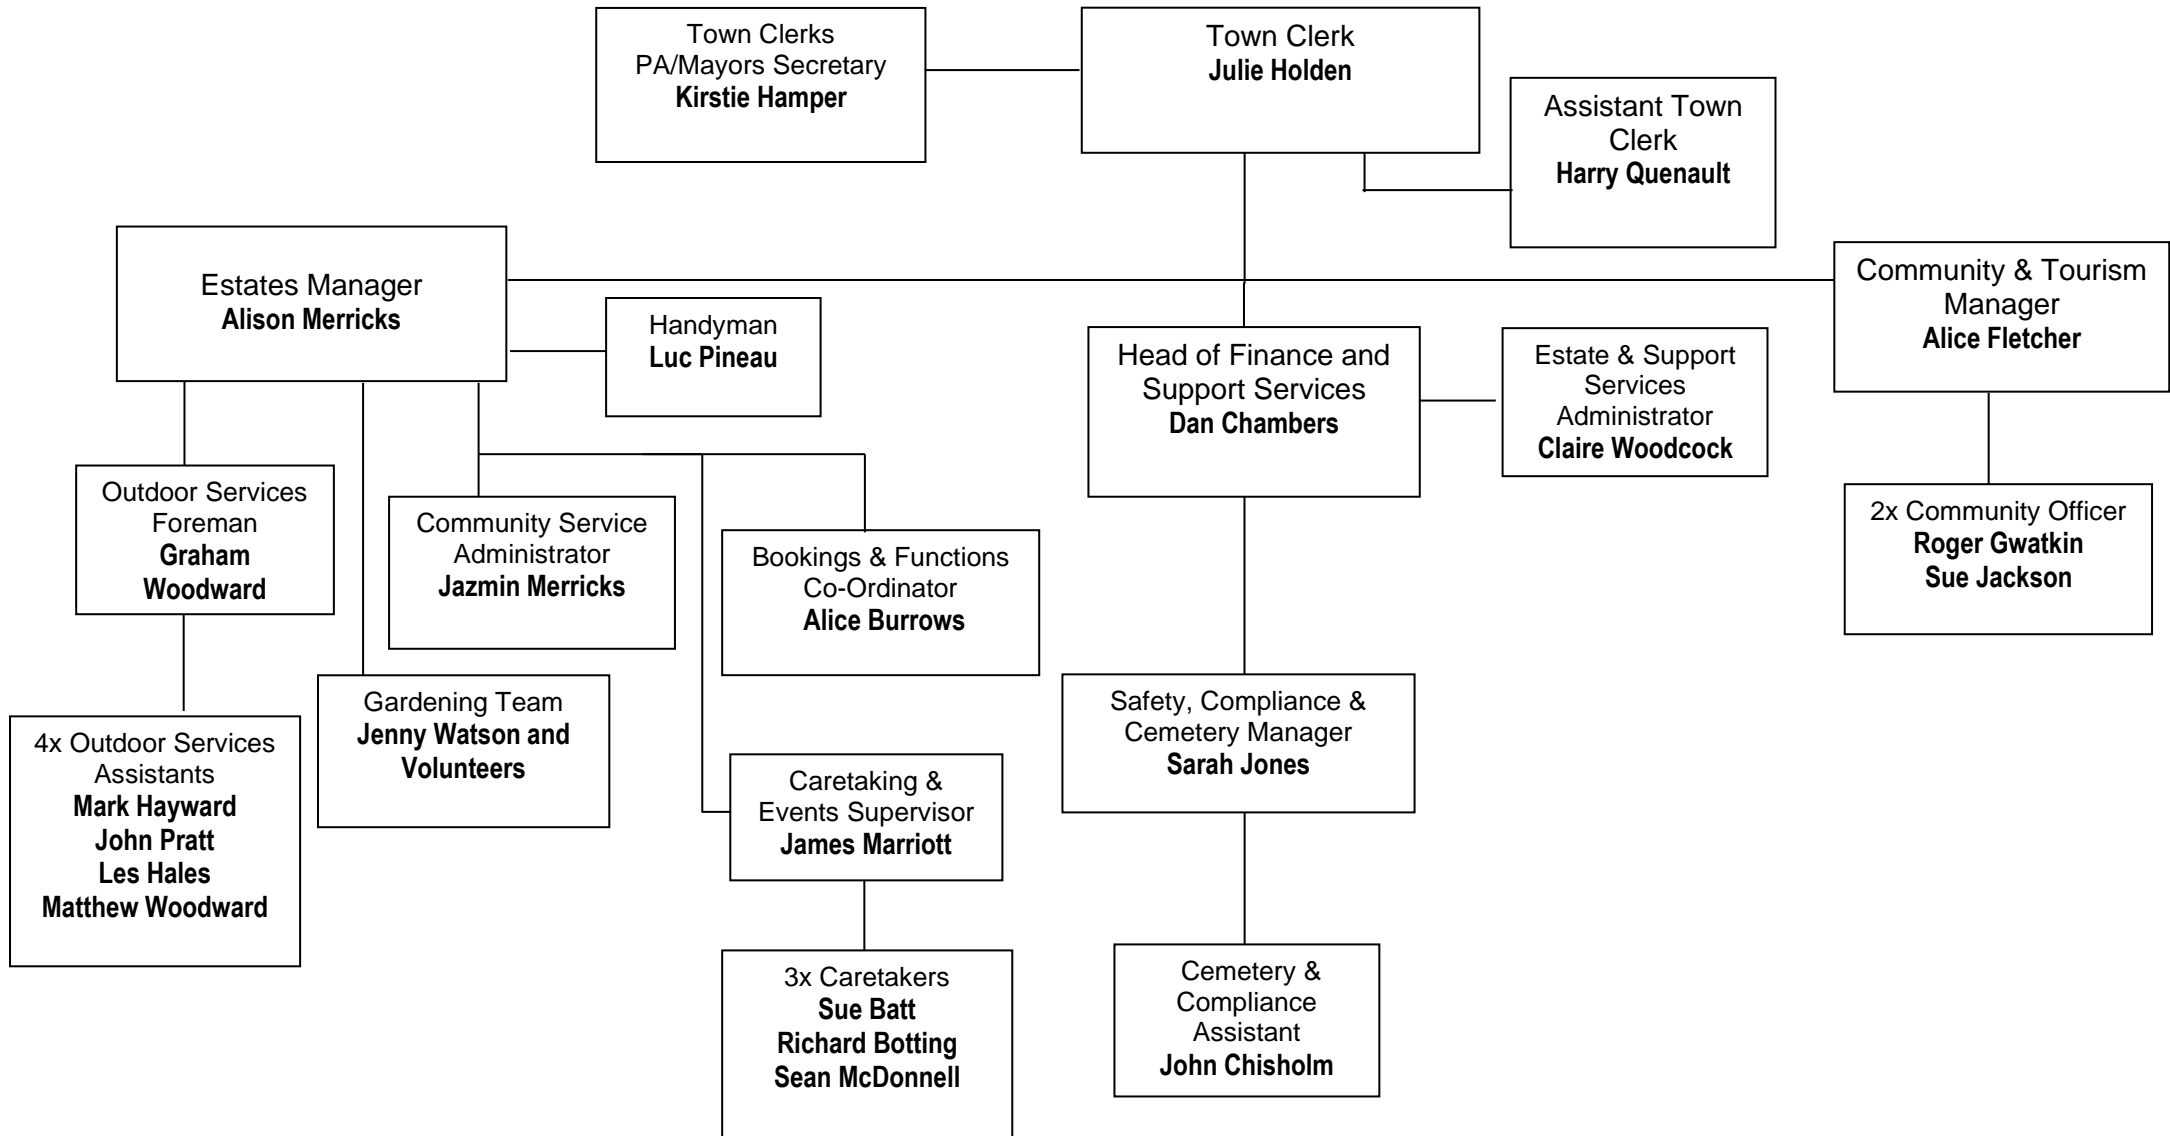 Town Clerks
PA/Mayors Secretary
Kirstie Hamper
Town Clerk
Julie Holden
Assistant Town
Clerk
Harry Quenault
Estates Manager
Alison Merricks
Handyman
Luc Pineau
Head of Finance and
Support Services
Dan Chambers
Estate & Support
Services
Administrator
Claire Woodcock
Community & Tourism
Manager
Alice Fletcher
Outdoor Services
Foreman
Graham
Woodward
Community Service
Administrator
Jazmin Merricks
Bookings & Functions
Co-Ordinator
Alice Burrows
2x Community Officer
Roger Gwatkin
Sue Jackson
4x Outdoor Services
Assistants
Mark Hayward
John Pratt
Les Hales
Matthew Woodward
Gardening Team
Jenny Watson and
Volunteers
Caretaking &
Events Supervisor
James Marriott
Safety, Compliance &
Cemetery Manager
Sarah Jones
3x Caretakers
Sue Batt
Richard Botting
Sean McDonnell
Cemetery &
Compliance
Assistant
John Chisholm